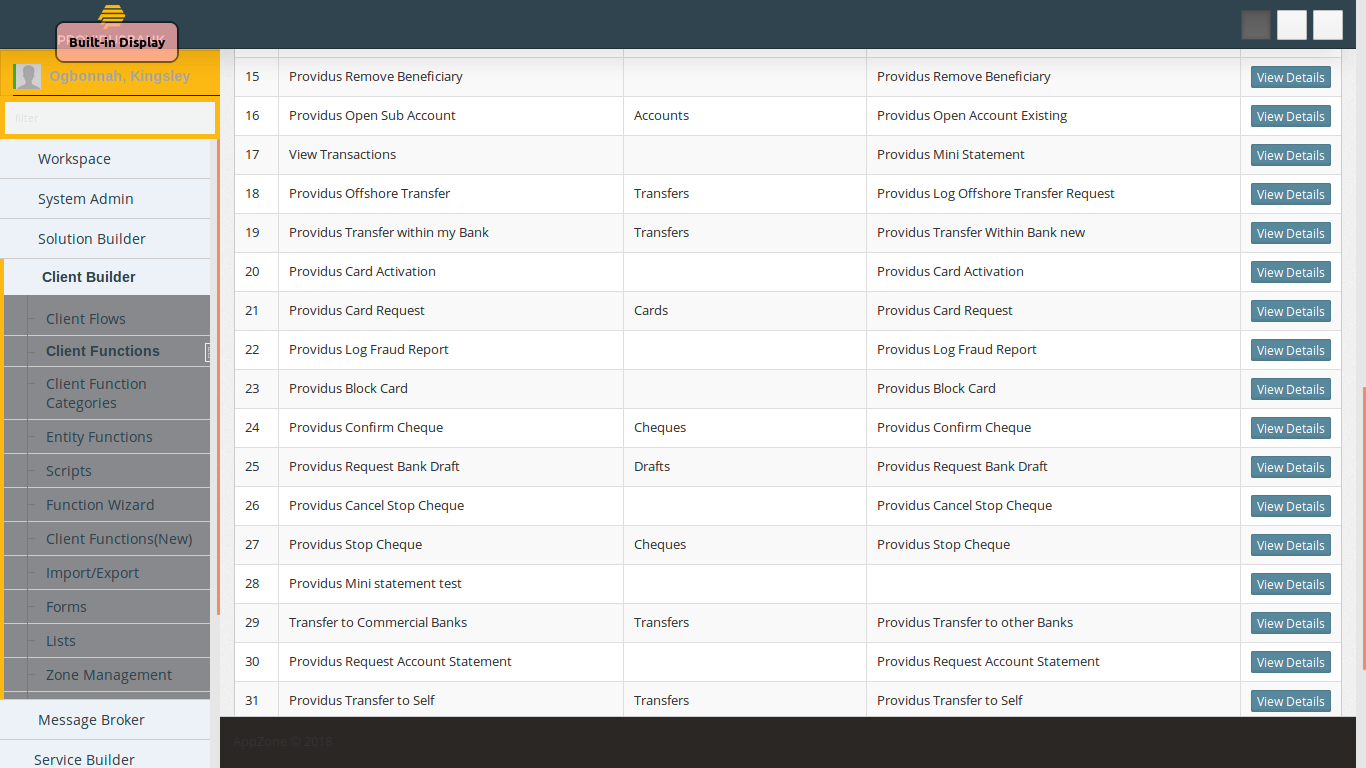 Built-in Display
Ogbonnah, Kingsley
filter
Workspace
System Admin
Solution Builder
Client Builder
Client Flows
Client Functions
Client Function
Categories
Entity Functions
Scripts
Function Wizard
Client Functions(New)
Import/Export
Forms
Lists
Zone Management
Message Broker
Service Builder
15 Providus Remove Beneficiary Providus Remove Beneficiary View Details
16 Providus Open Sub Account Accounts Providus Open Account Existing View Details
17 View Transactions Providus Mini Statement View Details
18 Providus Offshore Transfer Transfers Providus Log Offshore Transfer Request View Details
19 Providus Transfer within my Bank Transfers Providus Transfer Within Bank new View Details
20 Providus Card Activation Providus Card Activation View Details
21 Providus Card Request Cards Providus Card Request View Details
22 Providus Log Fraud Report Providus Log Fraud Report View Details
23 Providus Block Card Providus Block Card View Details
24 Providus Confirm Cheque Cheques Providus Confirm Cheque View Details
25 Providus Request Bank Draft Drafts Providus Request Bank Draft View Details
26 Providus Cancel Stop Cheque Providus Cancel Stop Cheque View Details
27 Providus Stop Cheque Cheques Providus Stop Cheque View Details
28 Providus Mini statement test View Details
29 Transfer to Commercial Banks Transfers Providus Transfer to other Banks View Details
30 Providus Request Account Statement Providus Request Account Statement View Details
31 Providus Transfer to Self Transfers Providus Transfer to Self View Details
AppZone © 2018